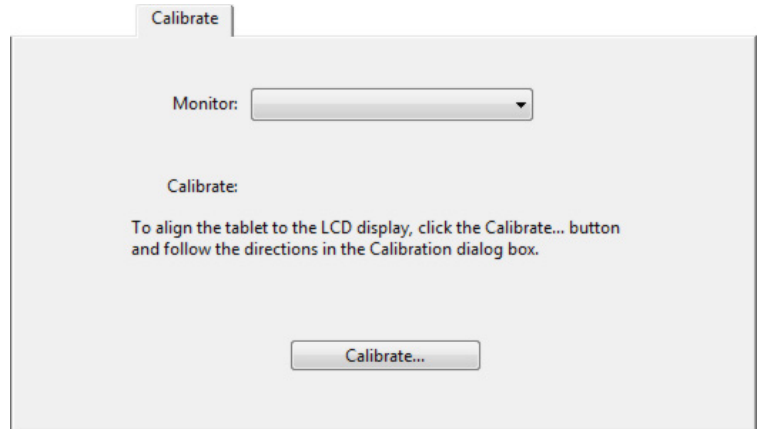 Calibrate
Monitor:
Calibrate:
To align the tablet to the LCD display, click the Calibrate... button
and follow the directions in the Calibration dialog box.
Calibrate...